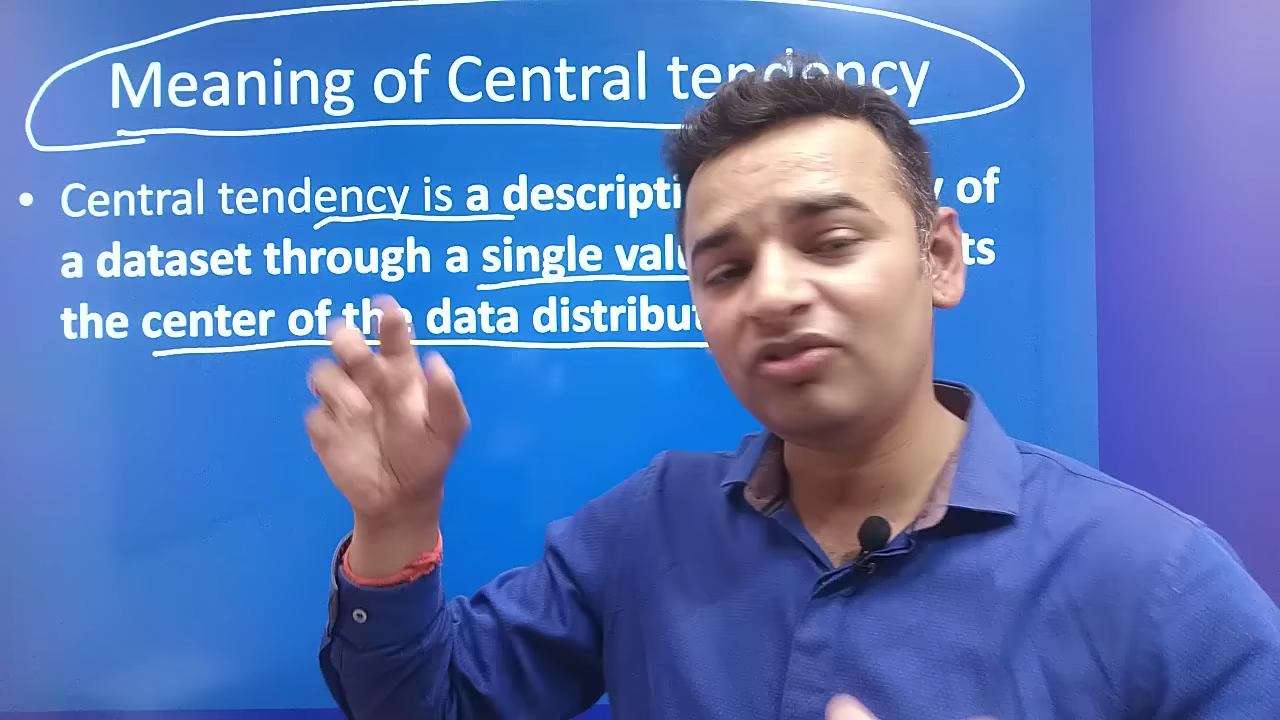 Meaning of Central tendency
• Central tendency is a descripti y of
a dataset through a single valu ts
the center of the data distribut